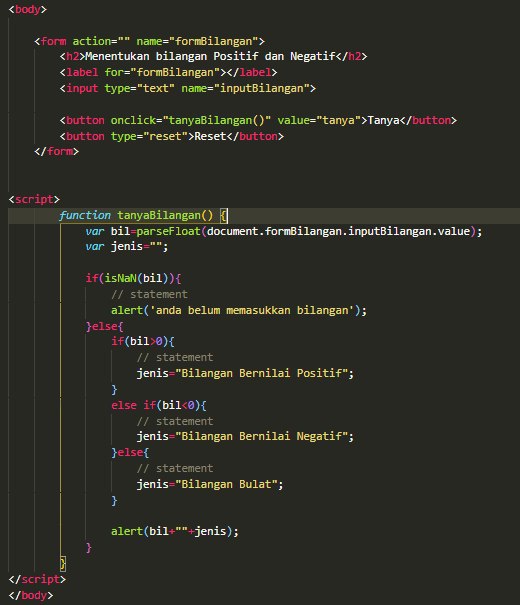 <body>
<form action="" name="formBilangan">
<h2>Menentukan bilangan Positif dan Negatif</h2>
<label for="formBilangan"></label>
<input type="text" name="inputBilangan">
<button onclick="tanyaBilangan()" value="tanya">Tanya</button>
<button type="reset">Reset</button>
</form>
<script>
function tanyaBilangan() {
var bil=parseFloat(document.formBilangan.inputBilangan.value);
var jenis="";
if(isNaN(bil)){
// statement
alert('anda belum memasukkan bilangan');
}else{
if(bil>0){
// statement
jenis="Bilangan Bernilai Positif";
}
else if(bil<0){
// statement
jenis="Bilangan Bernilai Negatif";
}else{
// statement
jenis="Bilangan Bulat";
}
alert(bil+""+jenis);
}
}
</script>
</body>